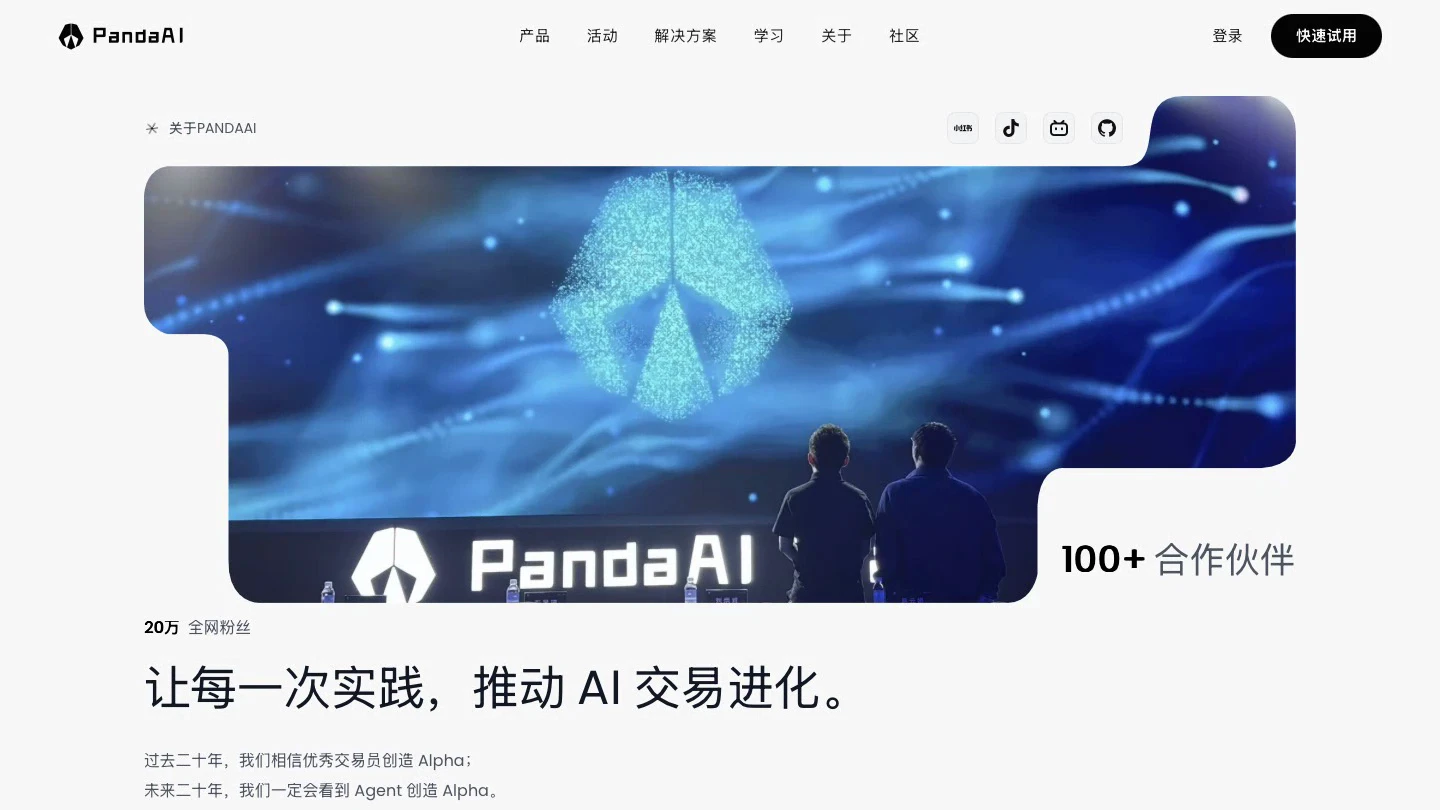 PandaAI
产品 活动 解决方案 学习 关于 社区
登录 快速试用
关于PANDAAI
小红书
PandaAI
100+ 合作伙伴
20万 全网粉丝
让每一次实践，推动 AI 交易进化。
过去二十年，我们相信优秀交易员创造 Alpha；
未来二十年，我们一定会看到 Agent 创造 Alpha。